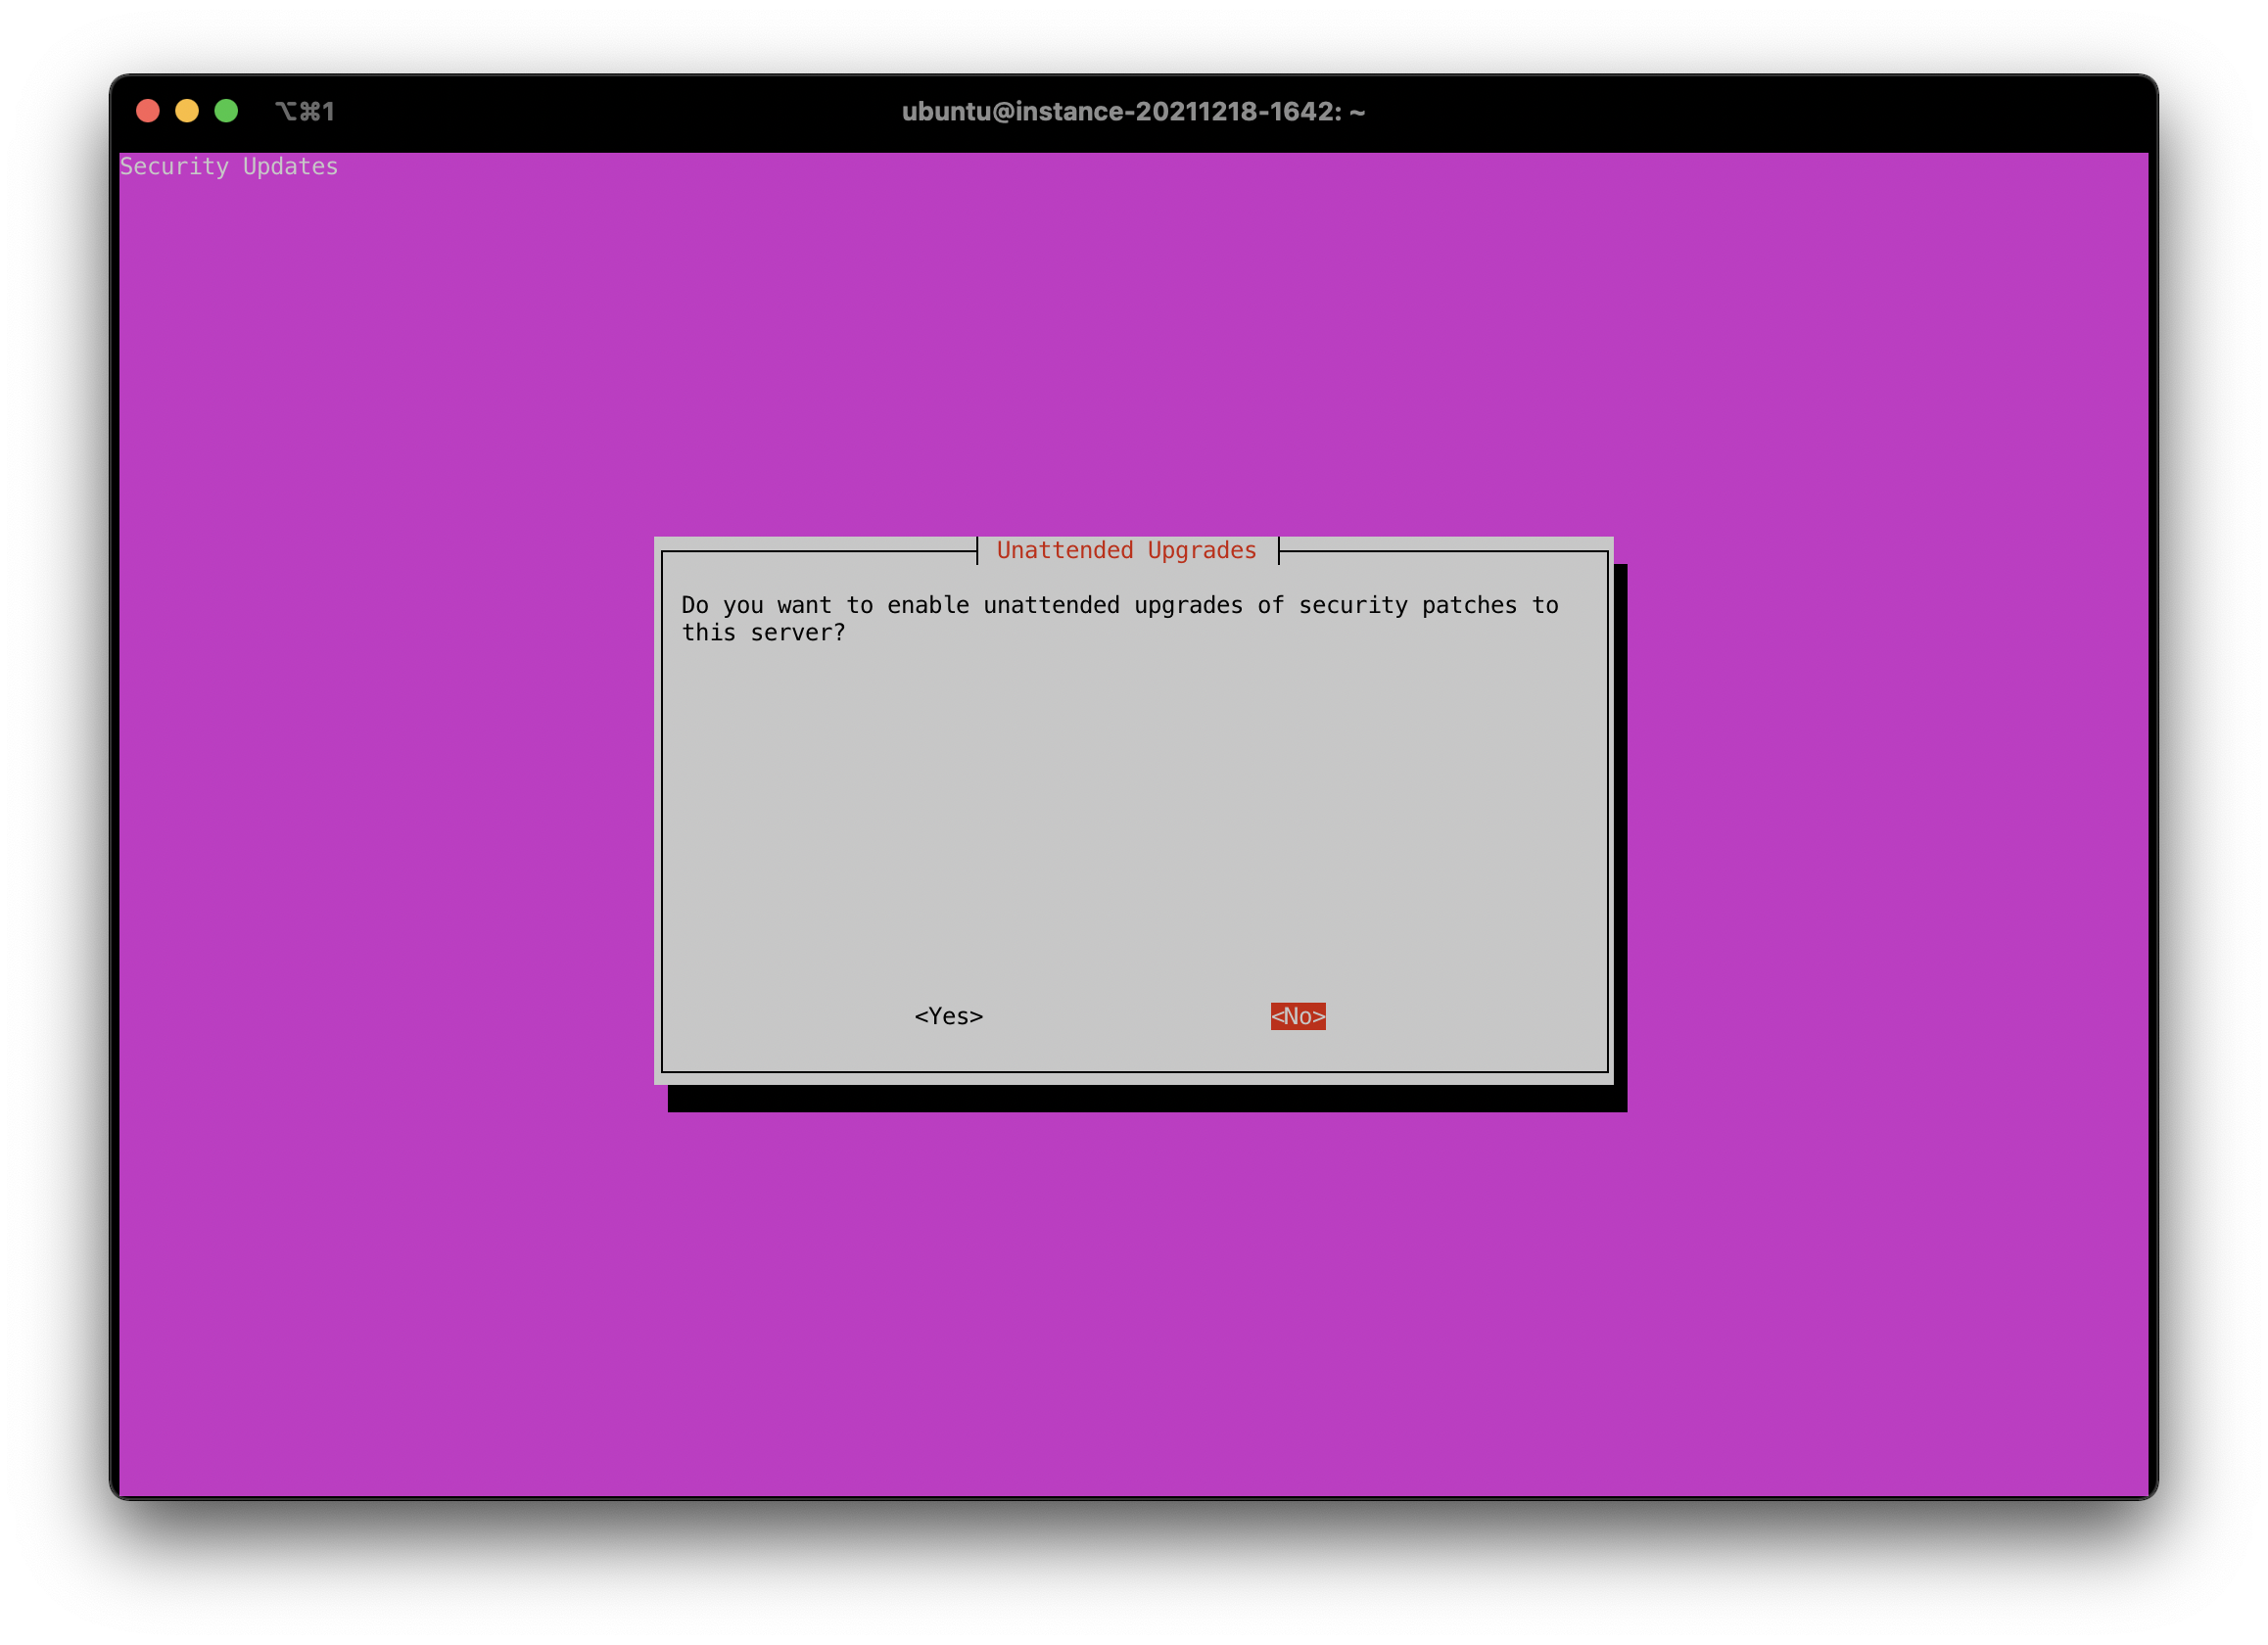 ⌥⌘1
ubuntu@instance-20211218-1642: ~
Security Updates
Unattended Upgrades
Do you want to enable unattended upgrades of security patches to
this server?
<Yes>
<No>